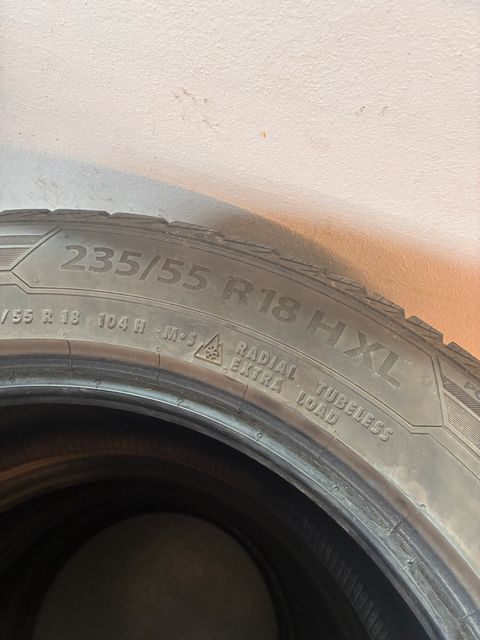 235/55 R18 H XL
/55 R 18 104 H M+S RADIAL TUBELESS
EXTRA LOAD